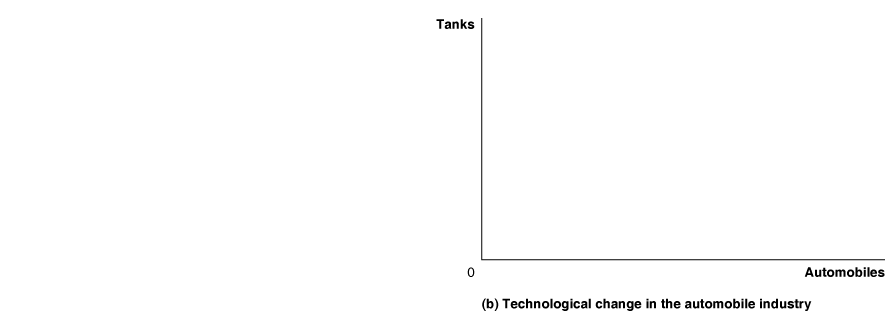 Tanks
0
Automobiles
(b) Technological change in the automobile industry